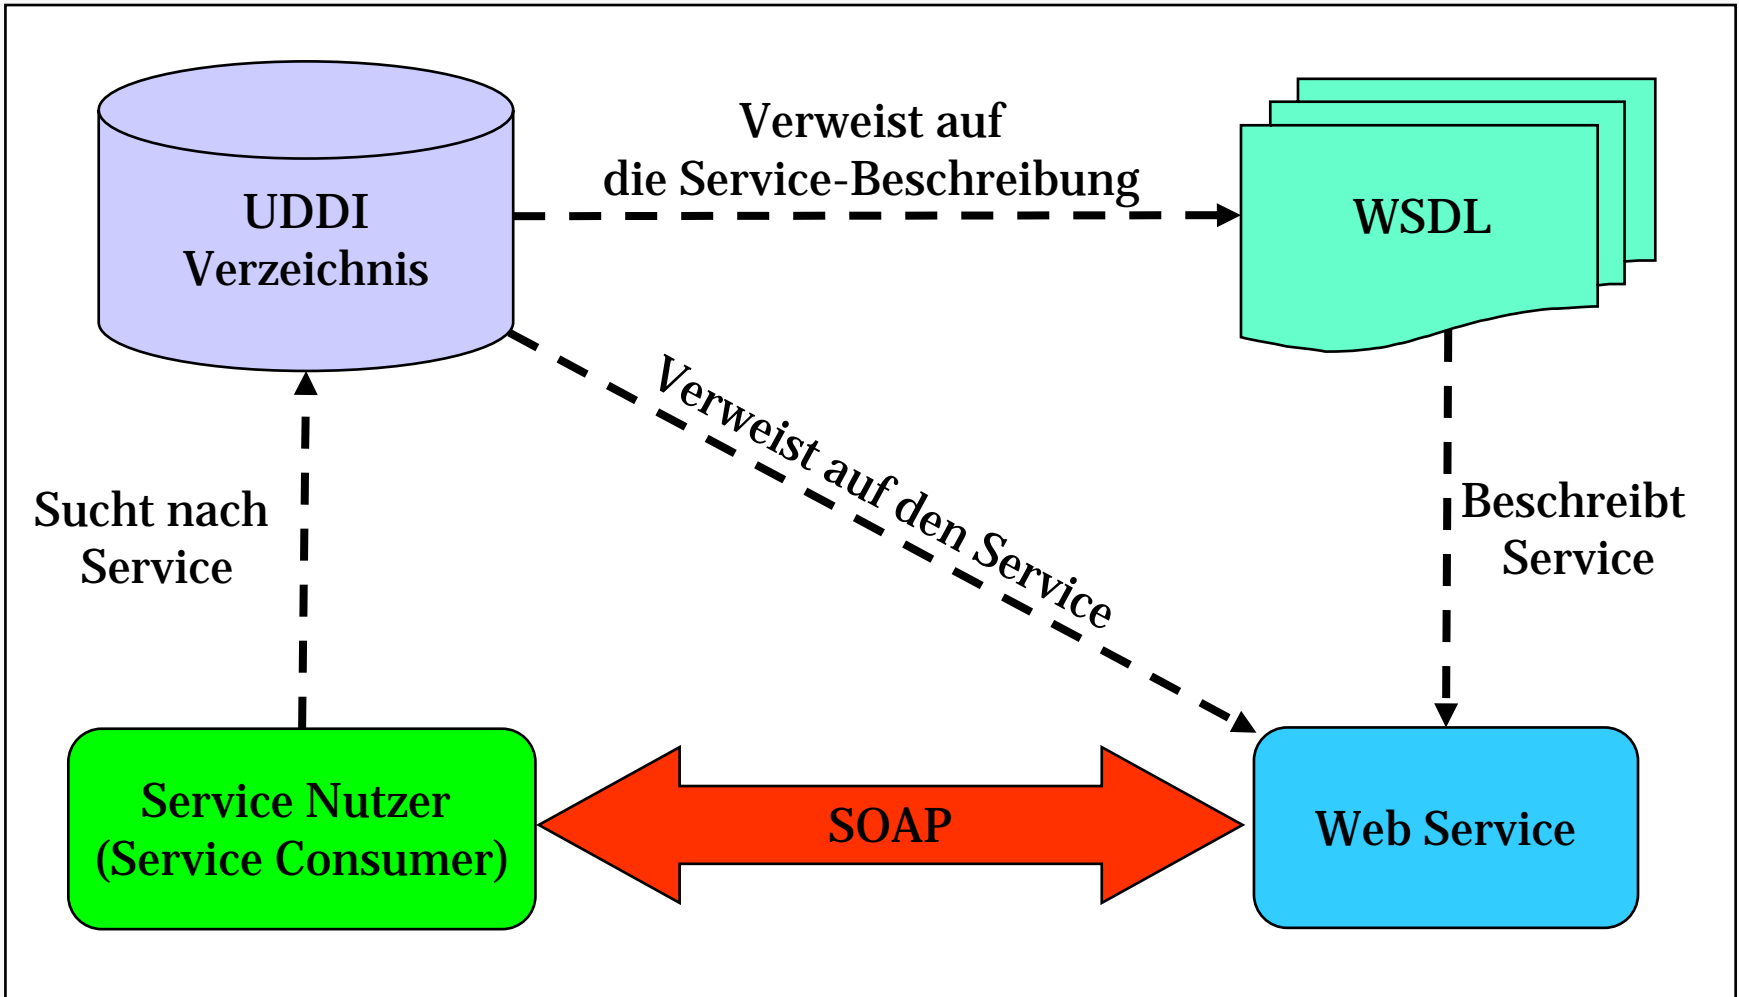 Verweist auf
die Service-Beschreibung
UDDI
Verzeichnis
WSDL
Verweist auf den Service
Sucht nach
Service
Beschreibt
Service
Service Nutzer
(Service Consumer)
SOAP
Web Service